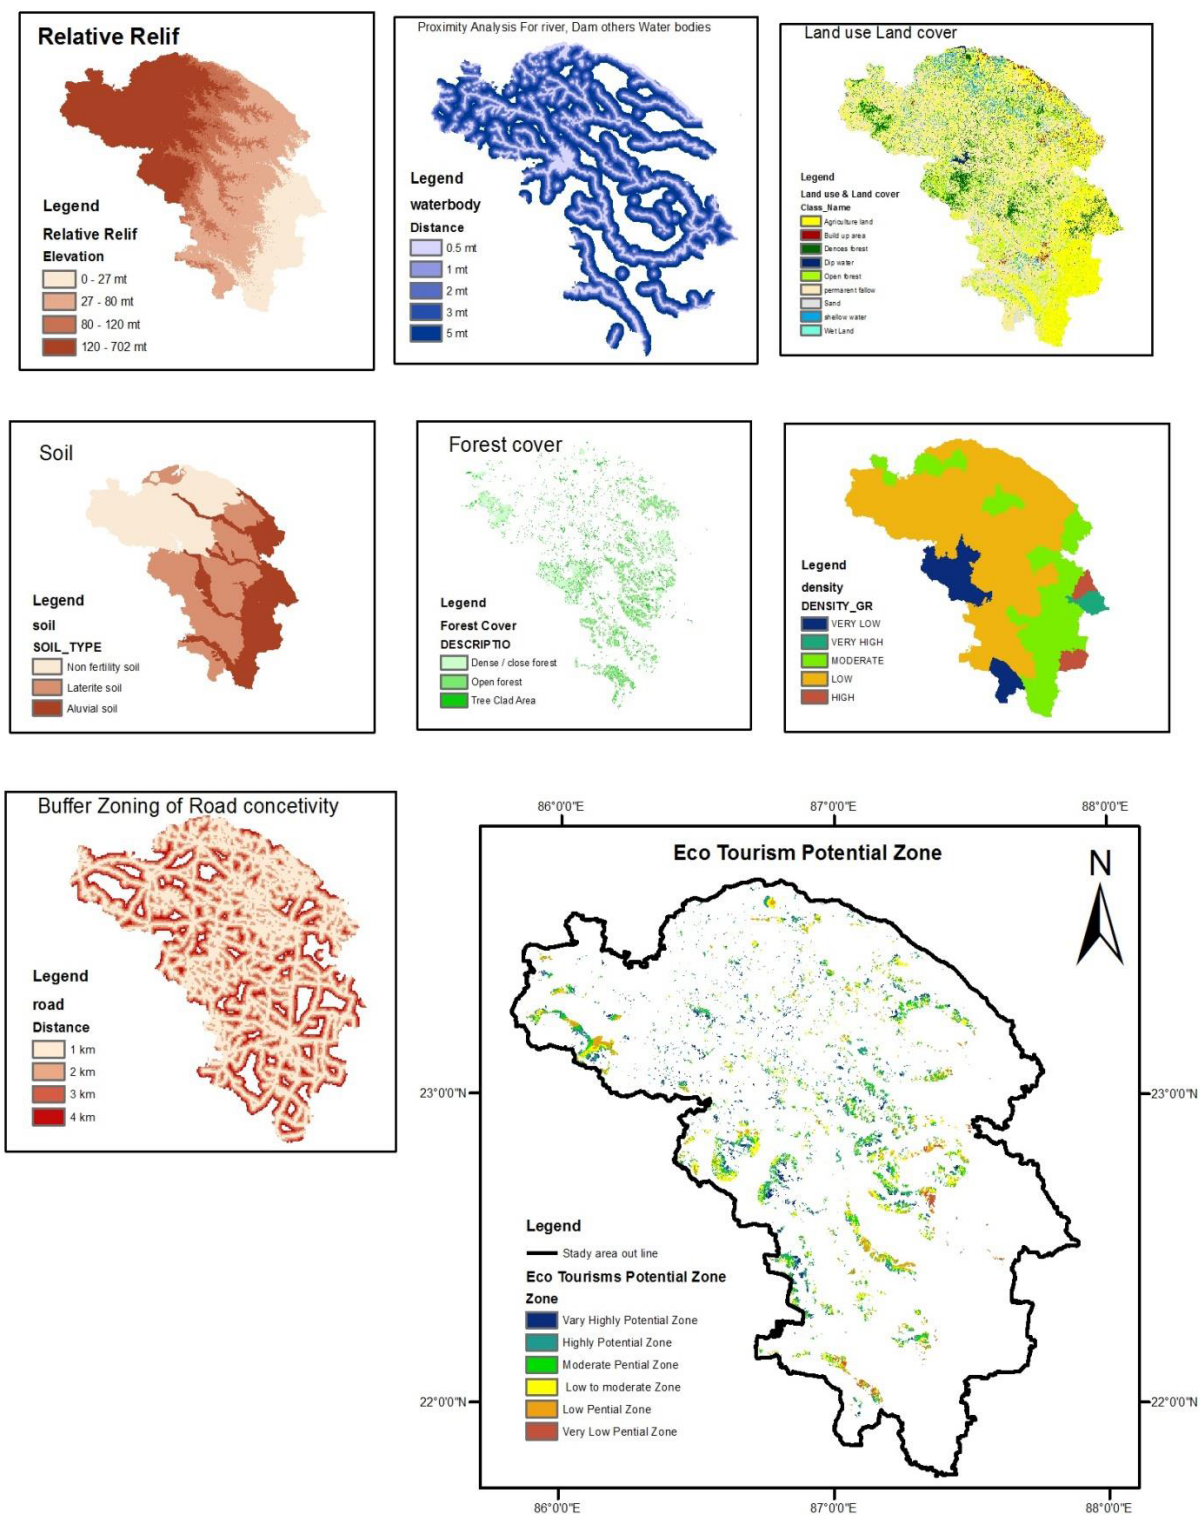 Relative Relif
Legend
Relative Relif
Elevation
0 - 27 mt
27 - 80 mt
80 - 120 mt
120 - 702 mt
Proximity Analysis For river, Dam others Water bodies
Legend
waterbody
Distance
0.5 mt
1 mt
2 mt
3 mt
5 mt
Land use Land cover
Legend
Land use & Land cover
Class_Name
Agriculture land
Build up area
Dences forest
Dip water
Open forest
permarent fallow
Sand
shellow water
Wet Land
Soil
Legend
soil
SOIL_TYPE
Non fertility soil
Laterite soil
Aluvial soil
Forest cover
Legend
Forest Cover
DESCRIPTIO
Dense / close forest
Open forest
Tree Clad Area
Legend
density
DENSITY_GR
VERY LOW
VERY HIGH
MODERATE
LOW
HIGH
Buffer Zoning of Road concetivity
Legend
road
Distance
1 km
2 km
3 km
4 km
86°0'0"E 87°0'0"E 88°0'0"E
Eco Tourism Potential Zone
N
23°0'0"N 23°0'0"N
Legend
Stady area out line
Eco Tourisms Potential Zone
Zone
Vary Highly Potential Zone
Highly Potential Zone
Moderate Pential Zone
Low to moderate Zone
Low Pential Zone
Very Low Pential Zone
22°0'0"N 22°0'0"N
86°0'0"E 87°0'0"E 88°0'0"E